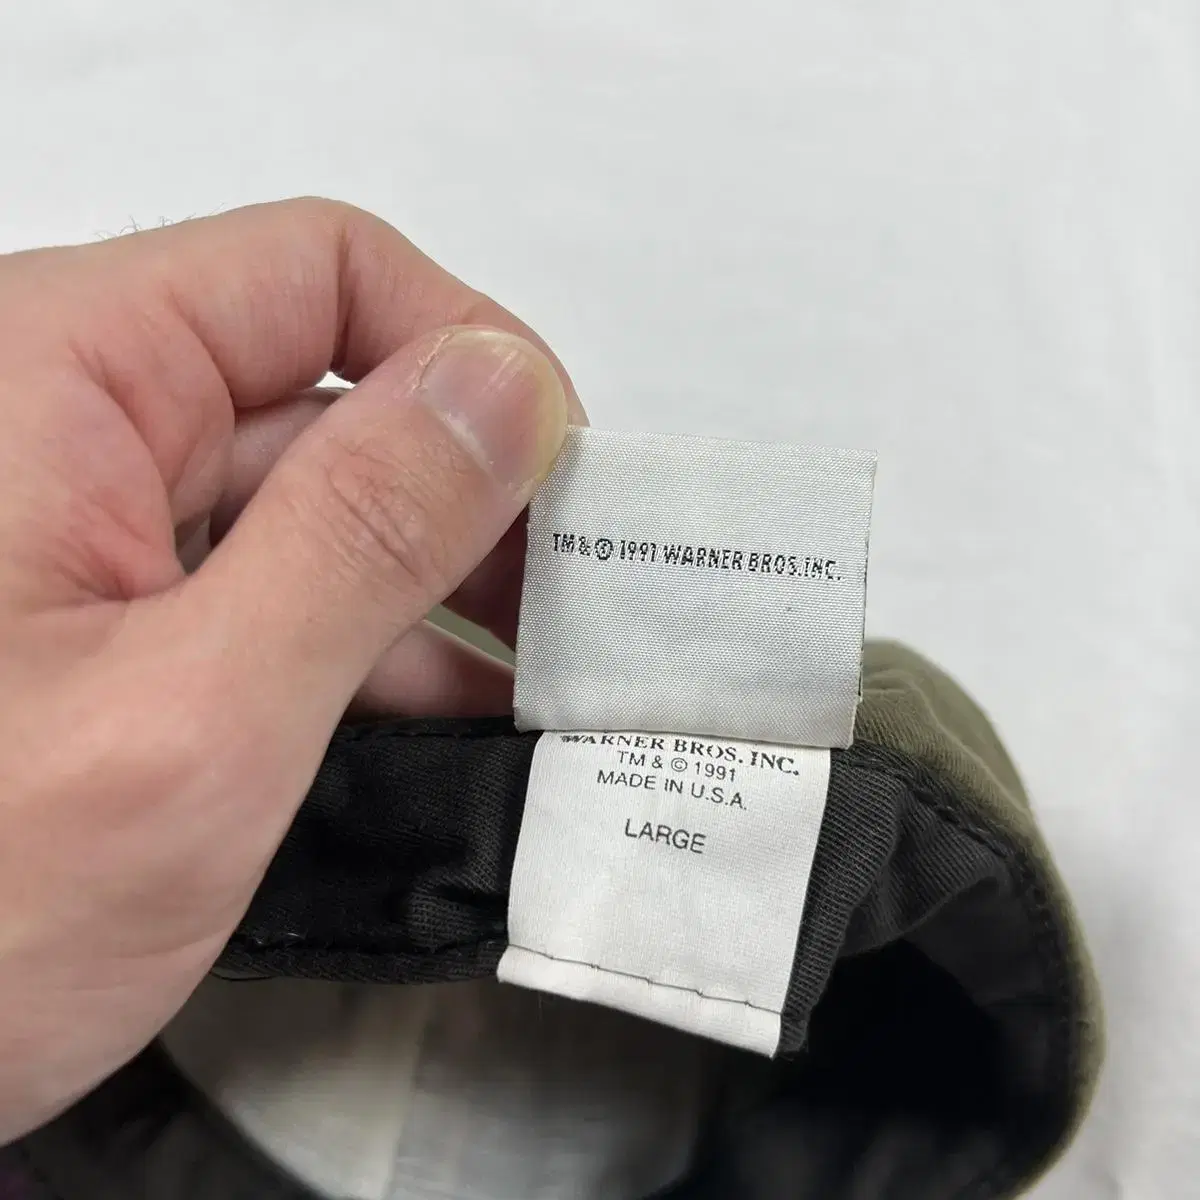 TM & © 1991 WARNER BROS. INC.
WARNER BROS. INC.
TM & © 1991
MADE IN U.S.A.
LARGE